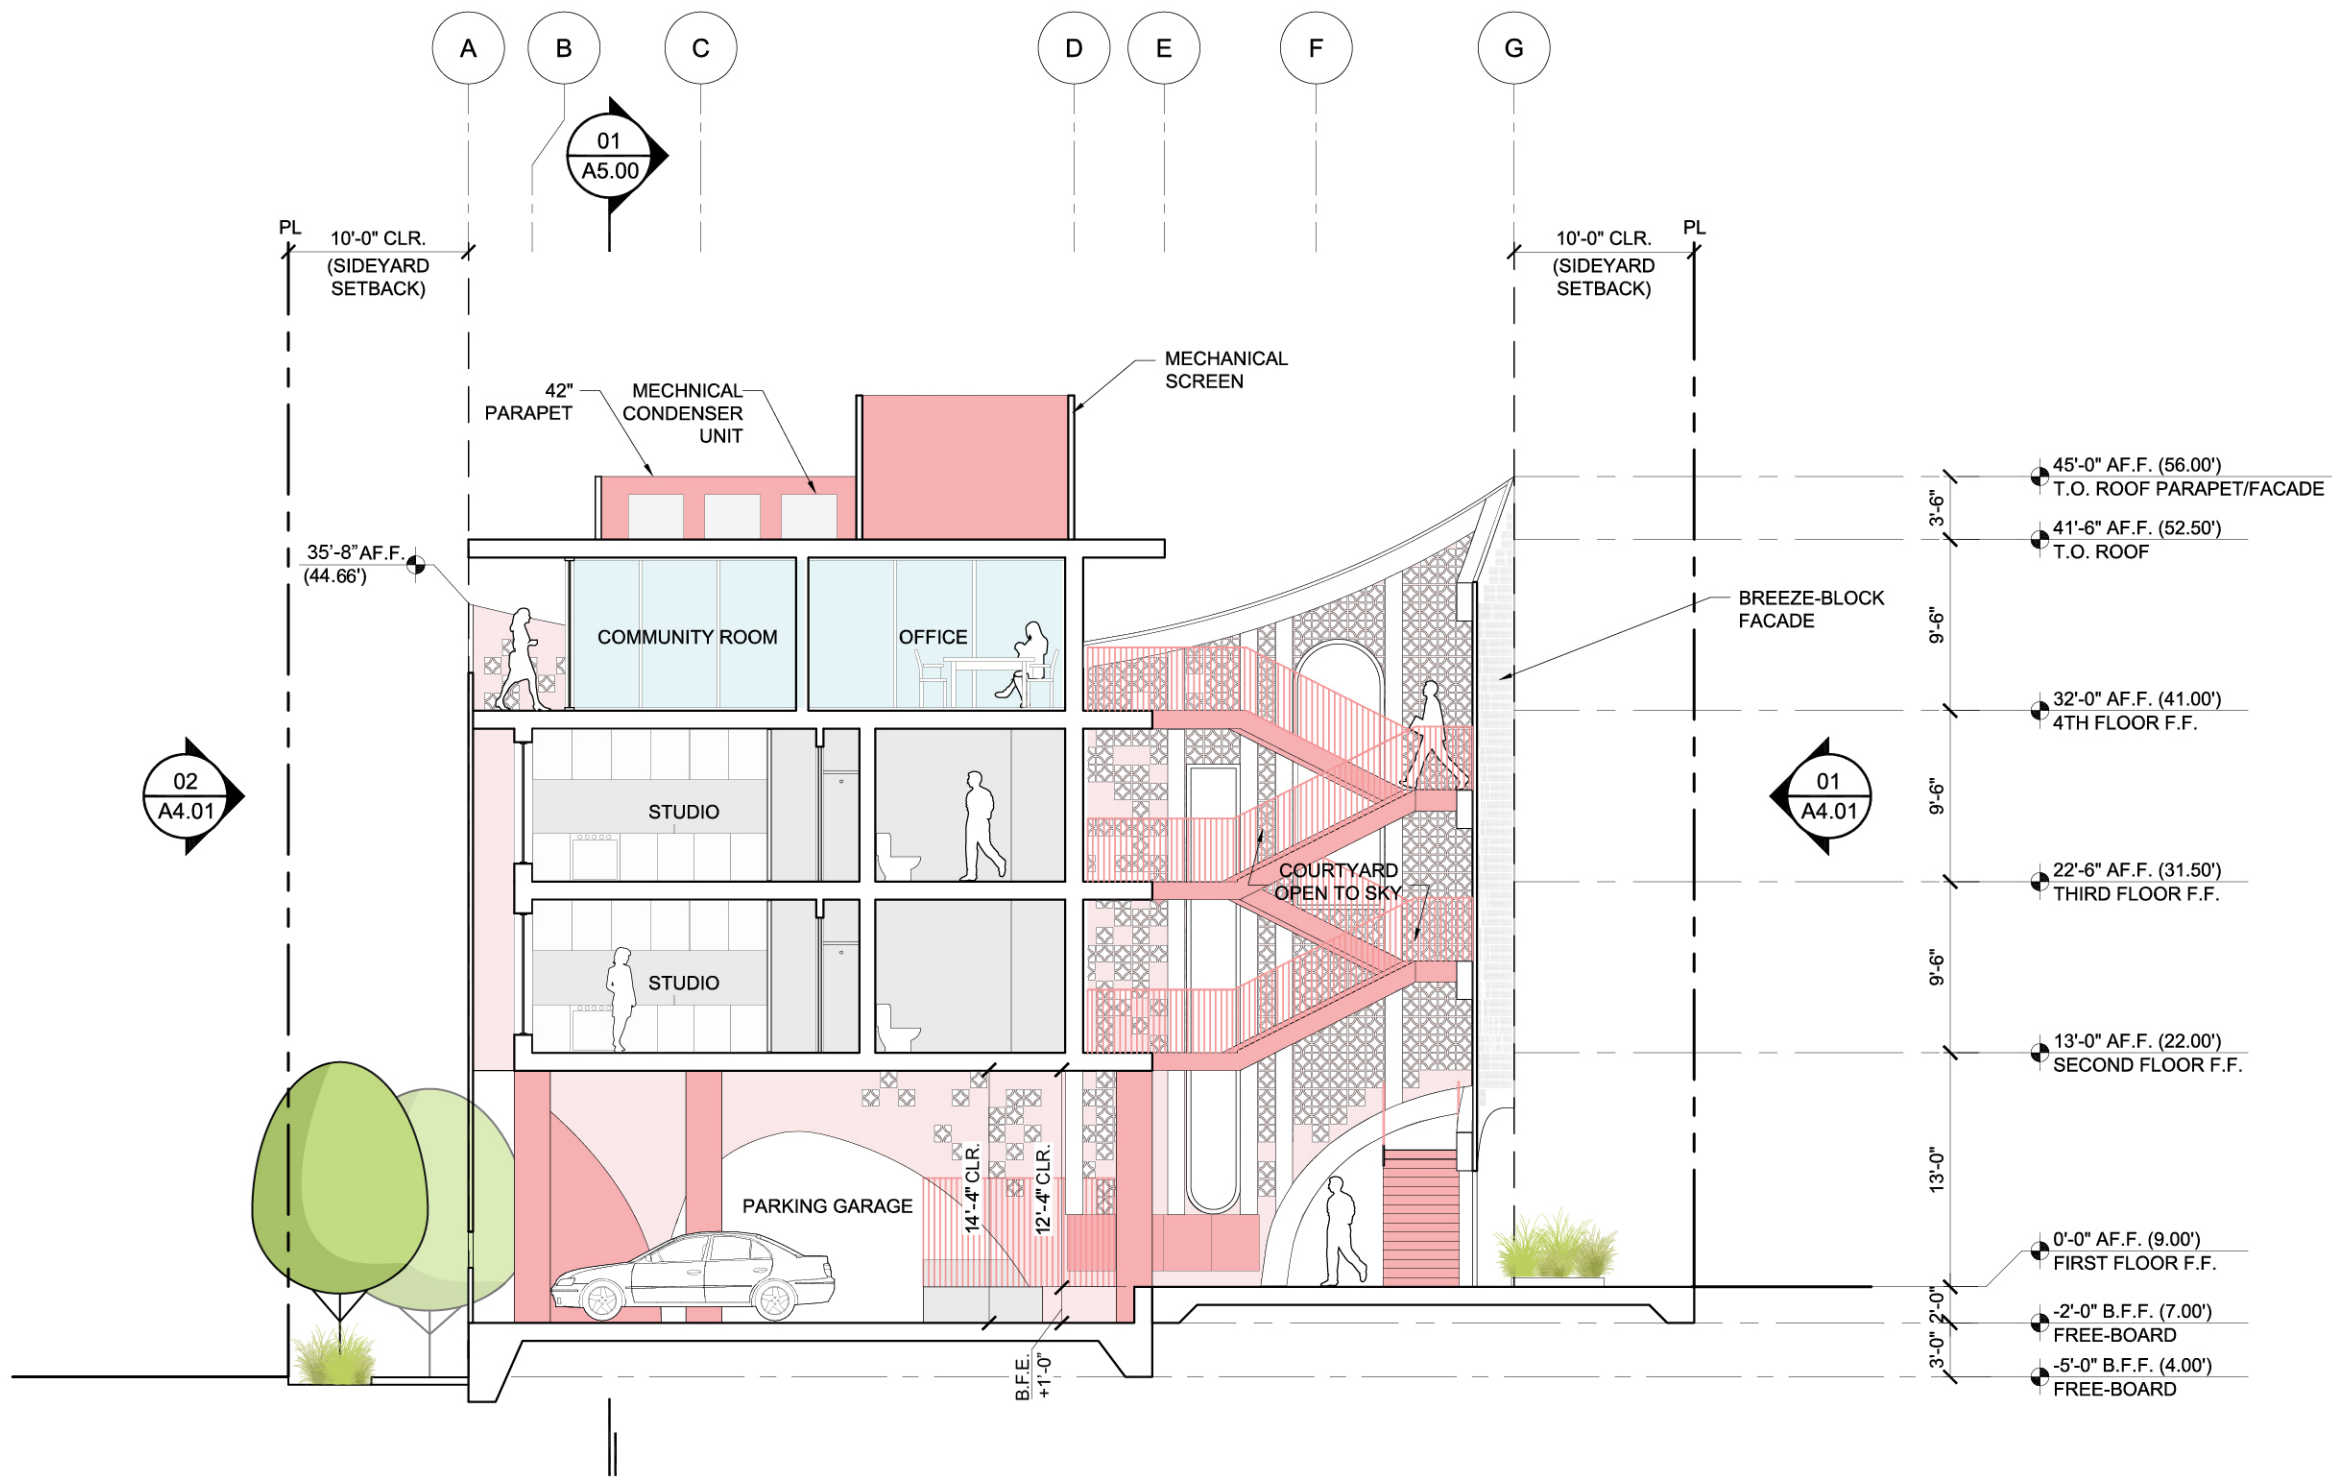 A
B
C
D
E
F
G
01
A5.00
PL
10'-0" CLR.
(SIDEYARD
SETBACK)
PL
10'-0" CLR.
(SIDEYARD
SETBACK)
MECHANICAL
SCREEN
42"
PARAPET
MECHNICAL
CONDENSER
UNIT
45'-0" AF.F. (56.00')
T.O. ROOF PARAPET/FACADE
3'-6"
41'-6" AF.F. (52.50')
T.O. ROOF
35'-8" AF.F.
(44.66')
BREEZE-BLOCK
FACADE
9'-6"
COMMUNITY ROOM
OFFICE
32'-0" AF.F. (41.00')
4TH FLOOR F.F.
02
A4.01
01
A4.01
9'-6"
STUDIO
COURTYARD
OPEN TO SKY
22'-6" AF.F. (31.50')
THIRD FLOOR F.F.
9'-6"
STUDIO
13'-0" AF.F. (22.00')
SECOND FLOOR F.F.
13'-0"
14'-4" CLR.
12'-4" CLR.
PARKING GARAGE
0'-0" AF.F. (9.00')
FIRST FLOOR F.F.
2'-0"
-2'-0" B.F.F. (7.00')
FREE-BOARD
3'-0"
-5'-0" B.F.F. (4.00')
FREE-BOARD
B.F.E.
+1'-0"